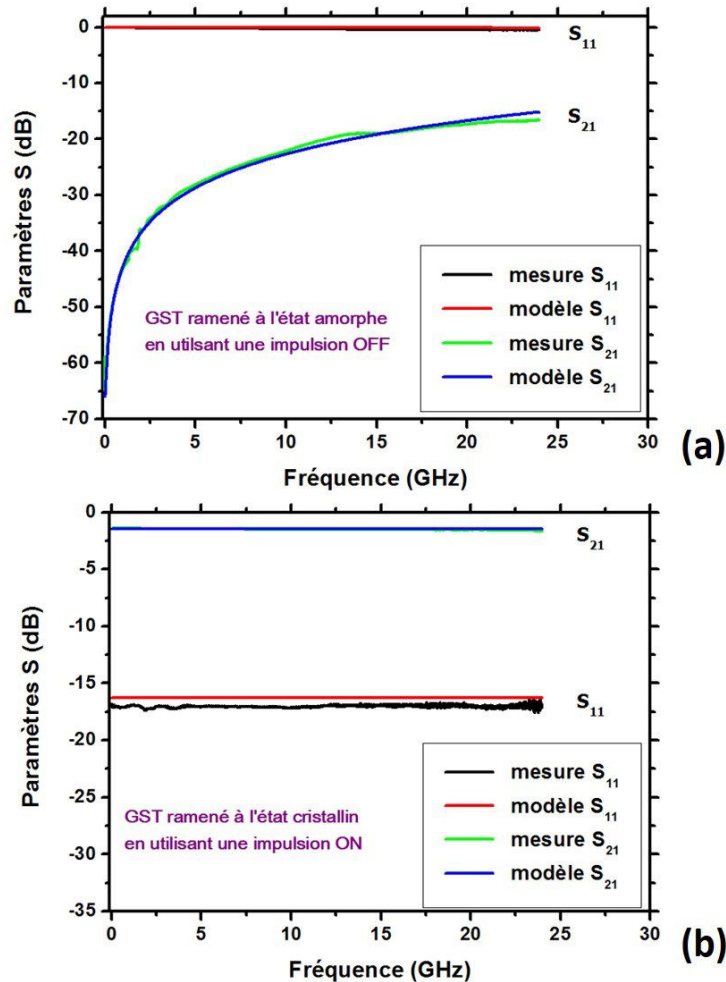 0
-10
-20
-30
-40
-50
-60
-70
Paramètres S (dB)
S11
S21
mesure S11
modèle S11
mesure S21
modèle S21
GST ramené à l'état amorphe
en utilsant une impulsion OFF
0 5 10 15 20 25 30
Fréquence (GHz)
(a)
0
-5
-10
-15
-20
-25
-30
-35
Paramètres S (dB)
S21
S11
mesure S11
modèle S11
mesure S21
modèle S21
GST ramené à l'état cristallin
en utilisant une impulsion ON
0 5 10 15 20 25 30
Fréquence (GHz)
(b)